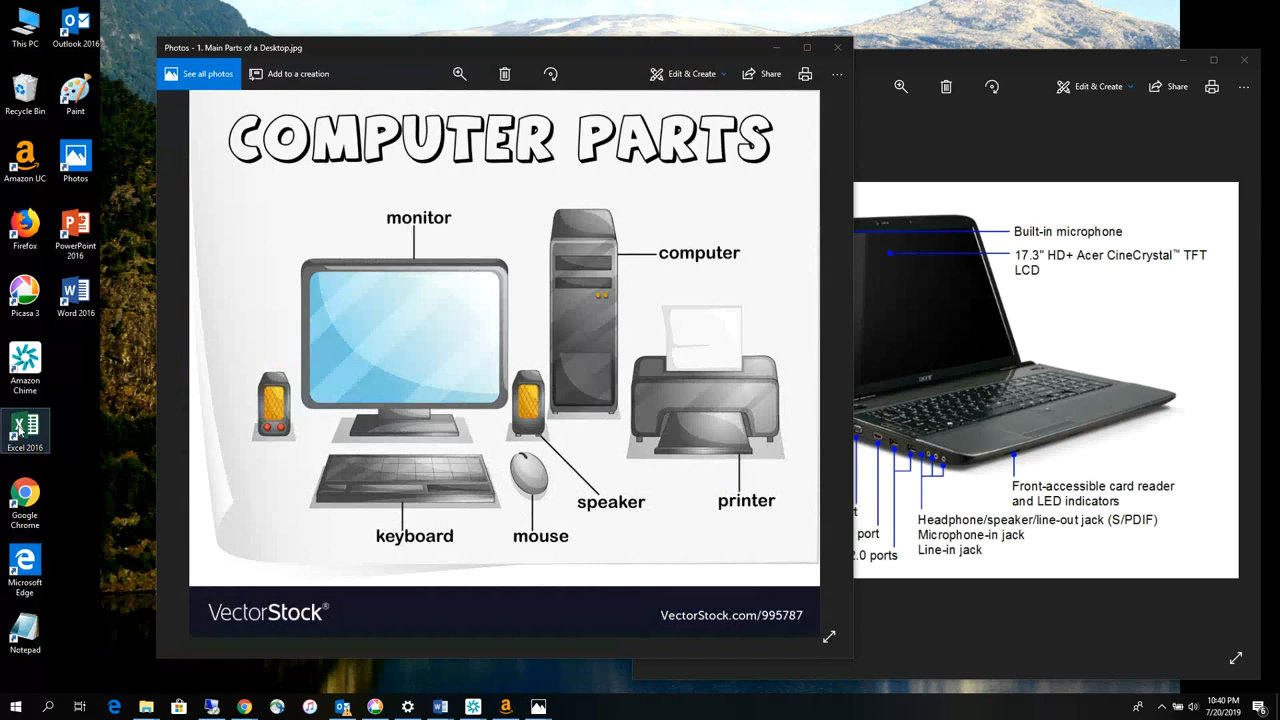 This PC
Outlook 2016
Recycle Bin
Paint
Amazon UC
Photos
Firefox
PowerPoint
2016
Picasa 3
Word 2016
Amazon
Chime
Excel 2016
Google
Chrome
Microsoft
Edge
Notepad
Photos - 1. Main Parts of a Desktop.jpg
See all photos
Add to a creation
Edit & Create
Share
COMPUTER PARTS
monitor
computer
speaker
printer
keyboard
mouse
VectorStock®
VectorStock.com/995787
Edit & Create
Share
Built-in microphone
17.3" HD+ Acer CineCrystal™ TFT
LCD
acer
Front-accessible card reader
and LED indicators
Headphone/speaker/line-out jack (S/PDIF)
Microphone-in jack
Line-in jack
port
2.0 ports
10:40 PM
7/20/2019